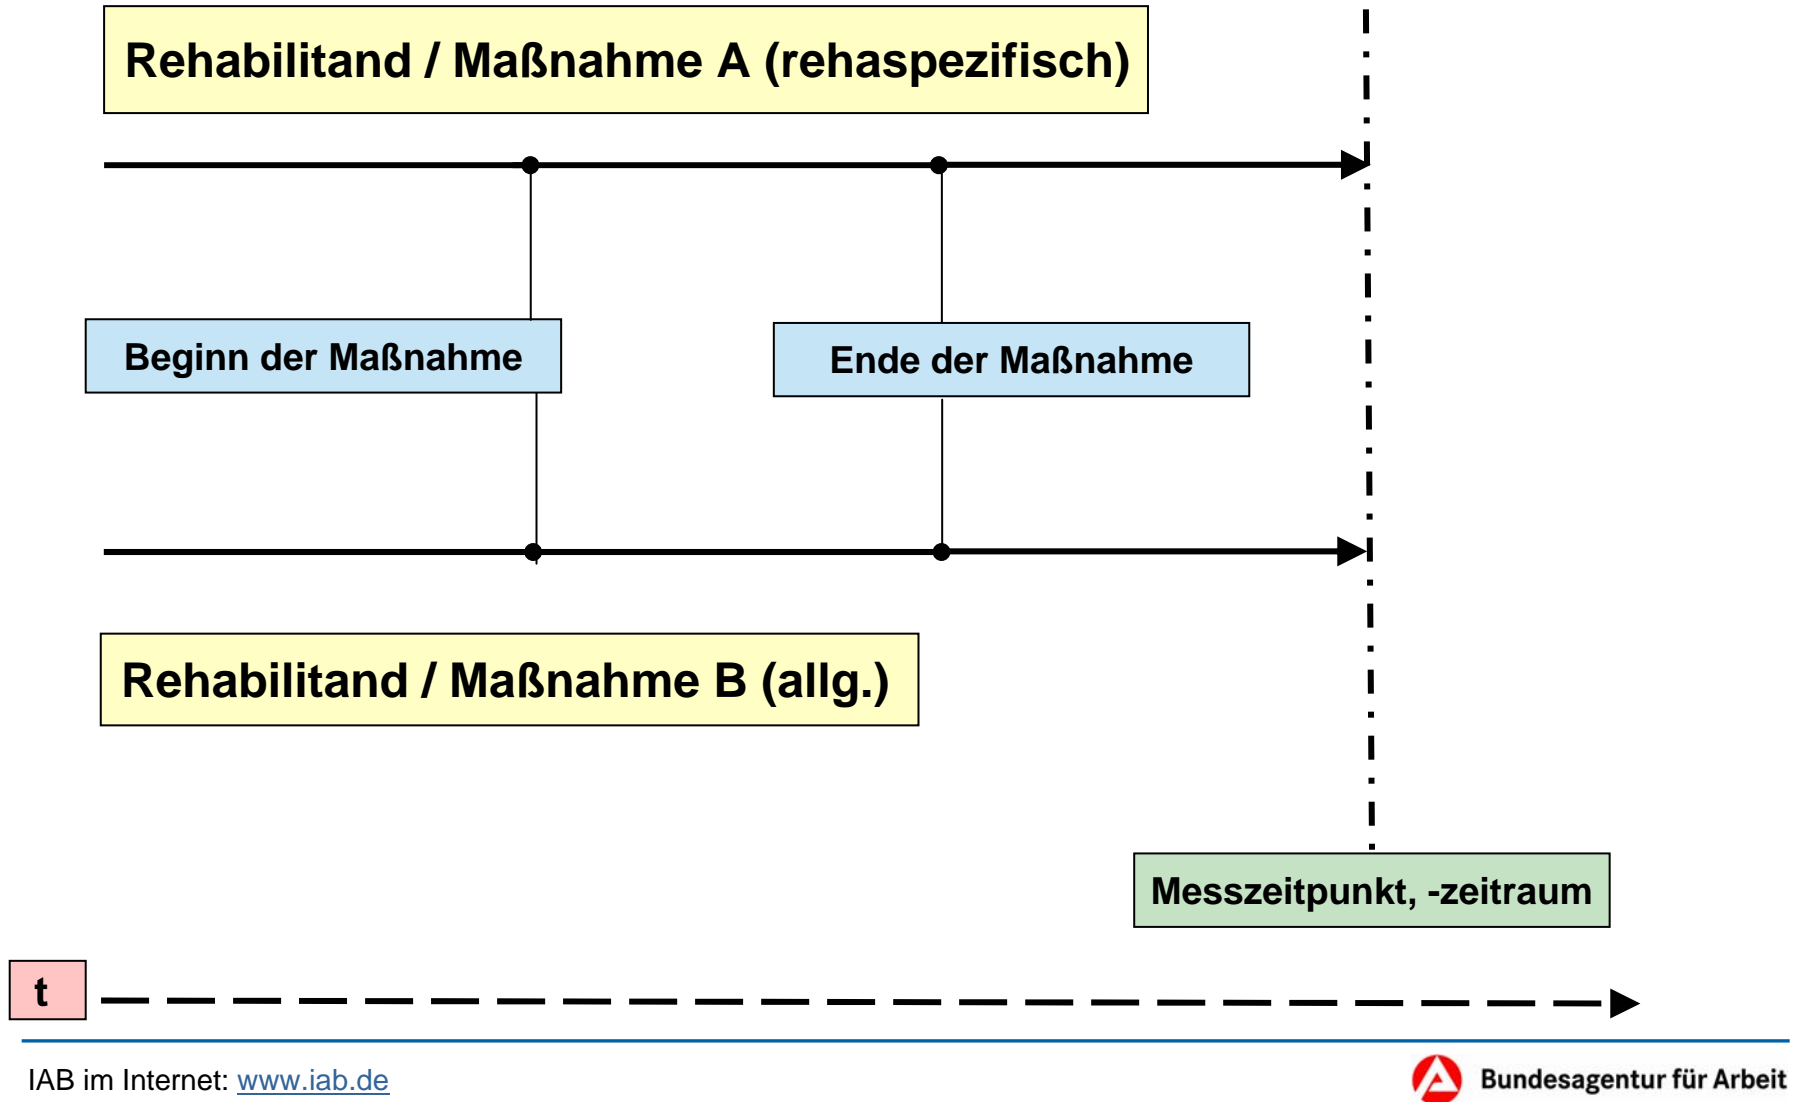 Rehabilitand / Maßnahme A (rehaspezifisch)
Beginn der Maßnahme
Ende der Maßnahme
Rehabilitand / Maßnahme B (allg.)
Messzeitpunkt, -zeitraum
t
IAB im Internet: www.iab.de
Bundesagentur für Arbeit